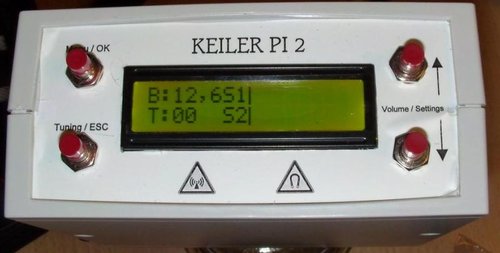 KEILER PI 2
Menu / OK
B:12,6S1|
T:00 S2|
Tuning / ESC
Volume / Settings